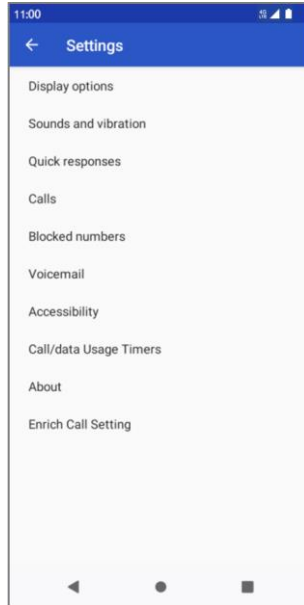 11:00
Settings
Display options
Sounds and vibration
Quick responses
Calls
Blocked numbers
Voicemail
Accessibility
Call/data Usage Timers
About
Enrich Call Setting